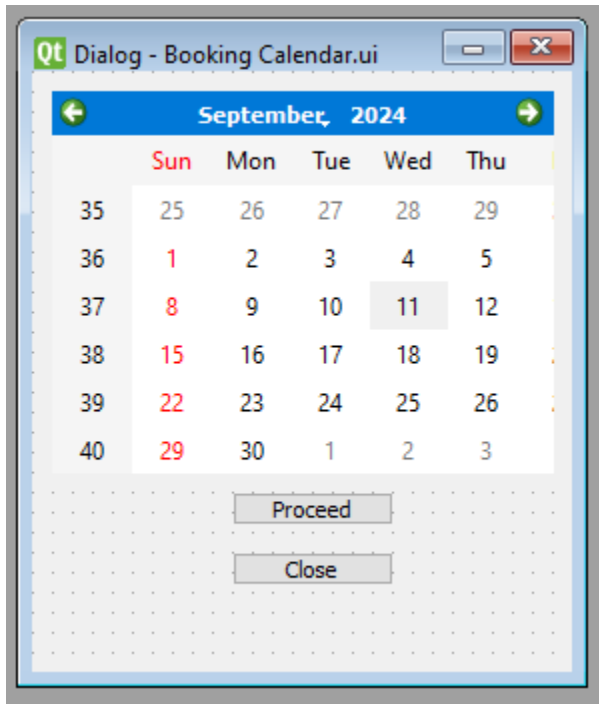 Qt Dialog - Booking Calendar.ui
September, 2024
Sun Mon Tue Wed Thu
35 25 26 27 28 29
36 1 2 3 4 5
37 8 9 10 11 12
38 15 16 17 18 19
39 22 23 24 25 26
40 29 30 1 2 3
Proceed
Close